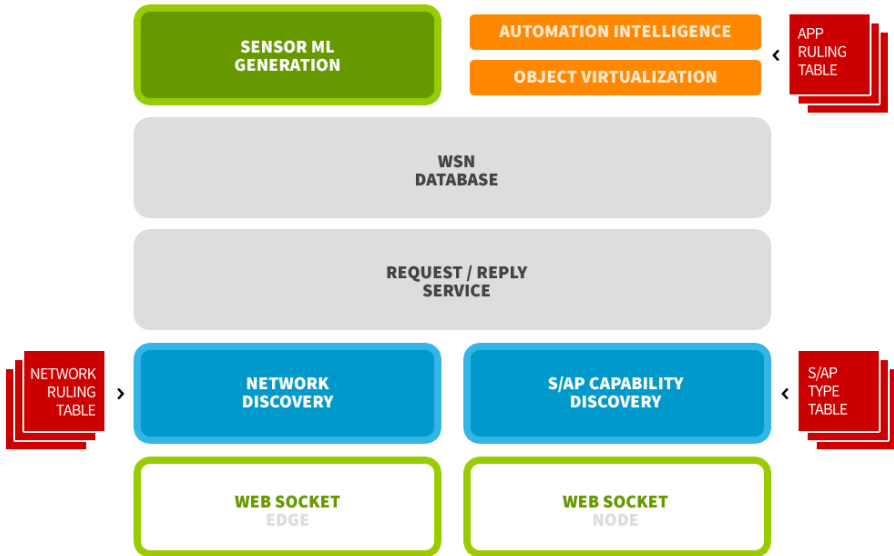 SENSOR ML
GENERATION
AUTOMATION INTELLIGENCE
OBJECT VIRTUALIZATION
APP
RULING
TABLE
WSN
DATABASE
REQUEST / REPLY
SERVICE
NETWORK
RULING
TABLE
NETWORK
DISCOVERY
S/AP CAPABILITY
DISCOVERY
S/AP
TYPE
TABLE
WEB SOCKET
EDGE
WEB SOCKET
NODE